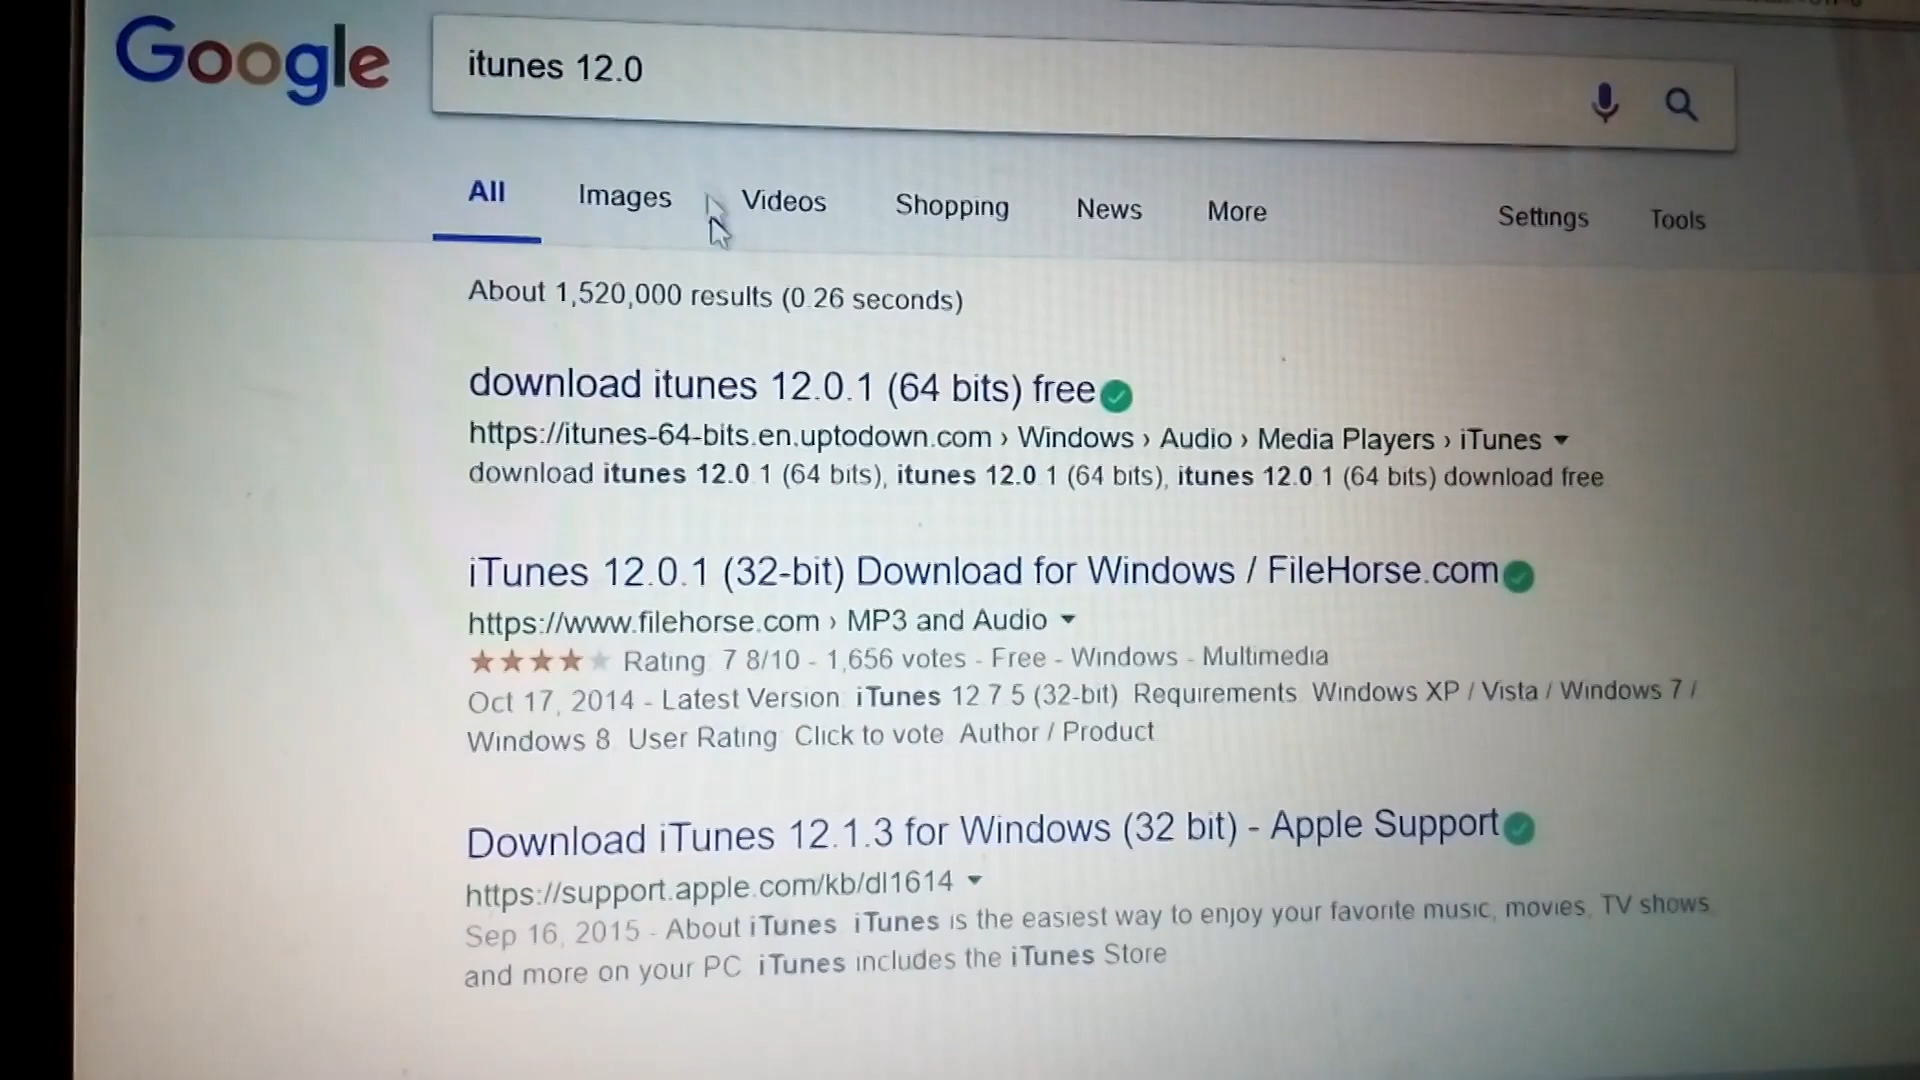 Google
itunes 12.0
All Images Videos Shopping News More Settings Tools
About 1,520,000 results (0.26 seconds)
download itunes 12.0.1 (64 bits) free
https://itunes-64-bits.en.uptodown.com › Windows › Audio › Media Players › iTunes
download itunes 12.0 1 (64 bits), itunes 12.0 1 (64 bits), itunes 12.0 1 (64 bits) download free
iTunes 12.0.1 (32-bit) Download for Windows / FileHorse.com
https://www.filehorse.com › MP3 and Audio
Rating 7 8/10 - 1,656 votes - Free - Windows - Multimedia
Oct 17, 2014 - Latest Version iTunes 12 7 5 (32-bit) Requirements Windows XP / Vista / Windows 7 /
Windows 8 User Rating Click to vote Author / Product
Download iTunes 12.1.3 for Windows (32 bit) - Apple Support
https://support.apple.com/kb/dl1614
Sep 16, 2015 - About iTunes iTunes is the easiest way to enjoy your favorite music, movies, TV shows
and more on your PC iTunes includes the iTunes Store